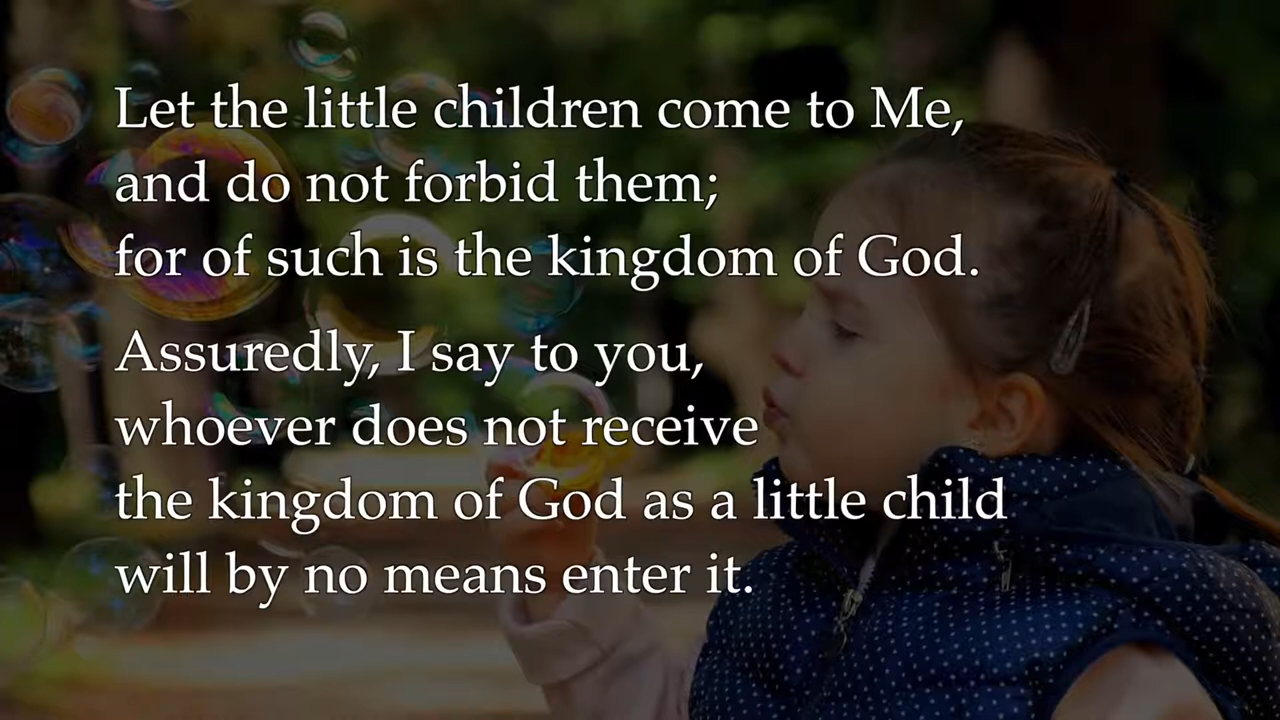 Let the little children come to Me,
and do not forbid them;
for of such is the kingdom of God.
Assuredly, I say to you,
whoever does not receive
the kingdom of God as a little child
will by no means enter it.